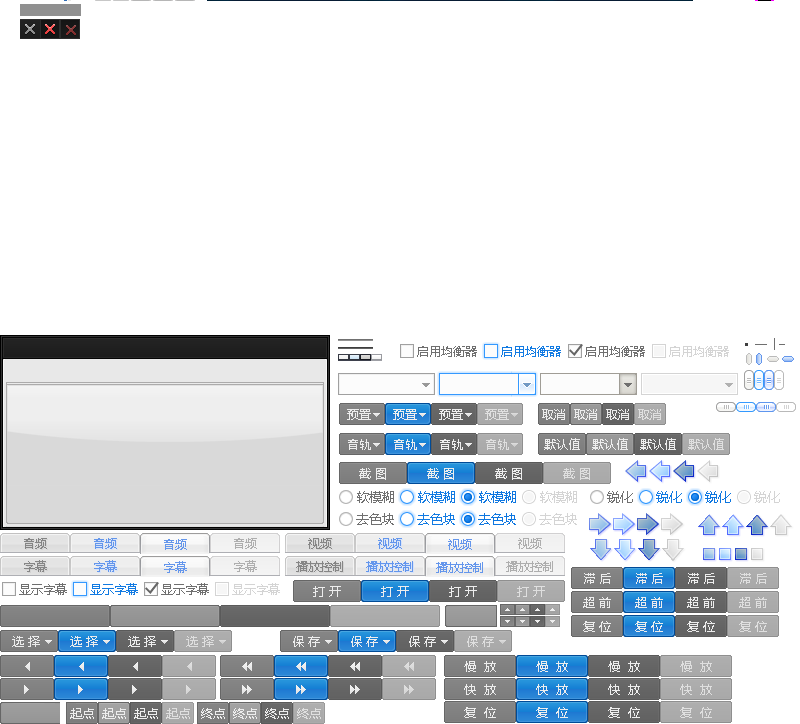 启用均衡器 启用均衡器 启用均衡器 启用均衡器
预置 预置 预置 预置 取消 取消 取消 取消
音轨 音轨 音轨 音轨 默认值 默认值 默认值 默认值
截图 截图 截图 截图
软模糊 软模糊 软模糊 软模糊 锐化 锐化 锐化 锐化
去色块 去色块 去色块 去色块
音频 音频 音频 音频 视频 视频 视频 视频
字幕 字幕 字幕 字幕 播放控制 播放控制 播放控制 播放控制
滞后 滞后 滞后 滞后
显示字幕 显示字幕 显示字幕 显示字幕 打开 打开 打开 打开
超前 超前 超前 超前
复位 复位 复位 复位
选择 选择 选择 选择 保存 保存 保存 保存
慢放 慢放 慢放 慢放
快放 快放 快放 快放
起点 起点 起点 起点 终点 终点 终点 终点 复位 复位 复位 复位